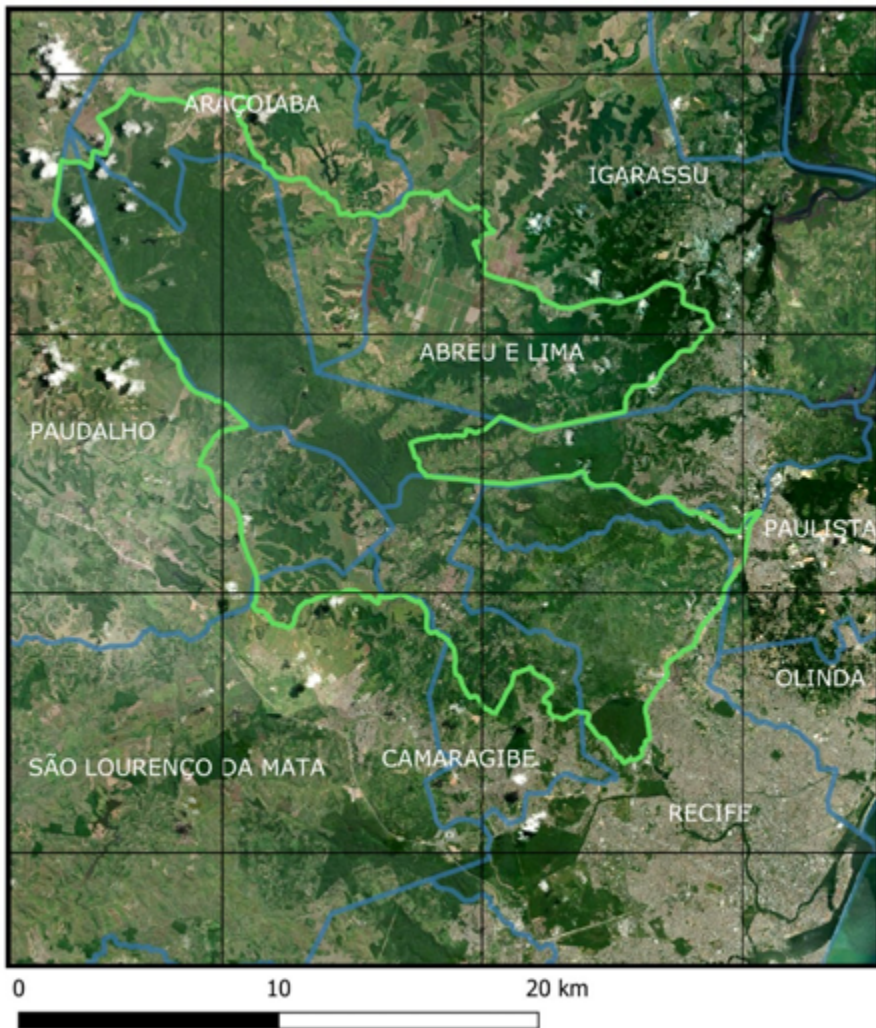 ARAÇOIABA
IGARASSU
ABREU E LIMA
PAUDALHO
PAULISTA
OLINDA
SÃO LOURENÇO DA MATA
CAMARAGIBE
RECIFE
0 10 20 km